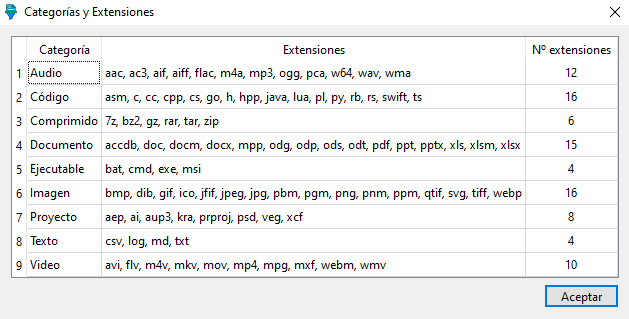 Categorías y Extensiones
Categoría Extensiones Nº extensiones
1 Audio aac, ac3, aif, aiff, flac, m4a, mp3, ogg, pca, w64, wav, wma 12
2 Código asm, c, cc, cpp, cs, go, h, hpp, java, lua, pl, py, rb, rs, swift, ts 16
3 Comprimido 7z, bz2, gz, rar, tar, zip 6
4 Documento accdb, doc, docm, docx, mpp, odg, odp, ods, odt, pdf, ppt, pptx, xls, xlsm, xlsx 15
5 Ejecutable bat, cmd, exe, msi 4
6 Imagen bmp, dib, gif, ico, jfif, jpeg, jpg, pbm, pgm, png, pnm, ppm, qtif, svg, tiff, webp 16
7 Proyecto aep, ai, aup3, kra, prproj, psd, veg, xcf 8
8 Texto csv, log, md, txt 4
9 Video avi, flv, m4v, mkv, mov, mp4, mpg, mxf, webm, wmv 10
Aceptar